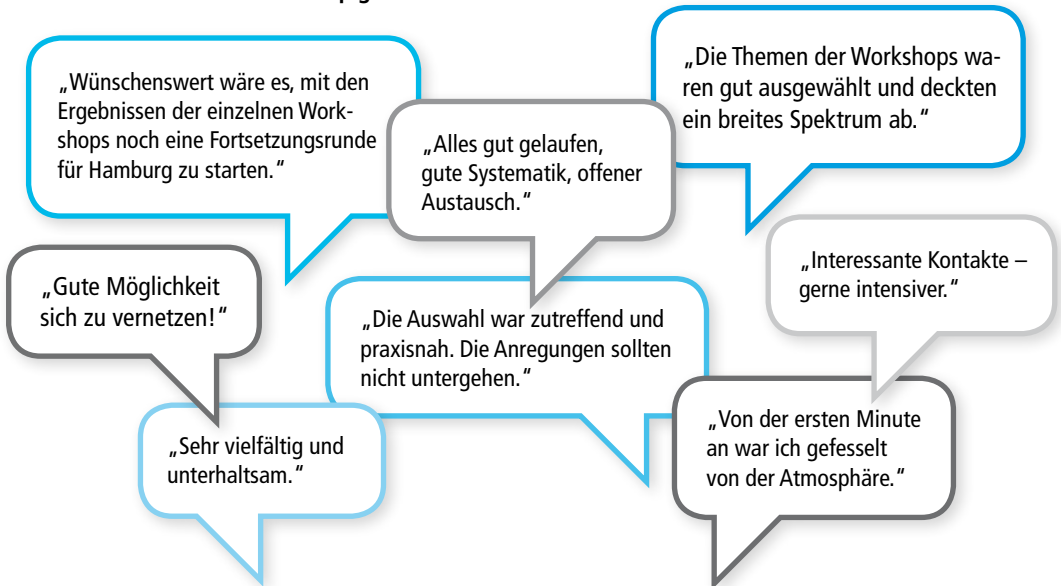 „Wünschenswert wäre es, mit den
Ergebnissen der einzelnen Work-
shops noch eine Fortsetzungsrunde
für Hamburg zu starten.“
„Alles gut gelaufen,
gute Systematik, offener
Austausch.“
„Die Themen der Workshops wa-
ren gut ausgewählt und deckten
ein breites Spektrum ab.“
„Gute Möglichkeit
sich zu vernetzen!“
„Die Auswahl war zutreffend und
praxisnah. Die Anregungen sollten
nicht untergehen.“
„Interessante Kontakte –
gerne intensiver.“
„Sehr vielfältig und
unterhaltsam.“
„Von der ersten Minute
an war ich gefesselt
von der Atmosphäre.“